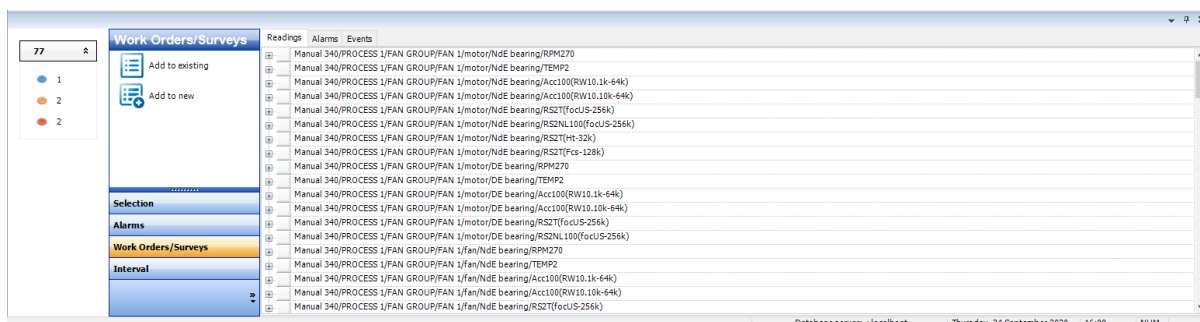 77
1
2
2
Work Orders/Surveys
Add to existing
Add to new
Selection
Alarms
Work Orders/Surveys
Interval
Readings Alarms Events
Manual 340/PROCESS 1/FAN GROUP/FAN 1/motor/NdE bearing/RPM270
Manual 340/PROCESS 1/FAN GROUP/FAN 1/motor/NdE bearing/TEMP2
Manual 340/PROCESS 1/FAN GROUP/FAN 1/motor/NdE bearing/Acc100(RW10.1k-64k)
Manual 340/PROCESS 1/FAN GROUP/FAN 1/motor/NdE bearing/Acc100(RW10.10k-64k)
Manual 340/PROCESS 1/FAN GROUP/FAN 1/motor/NdE bearing/RS2T(focUS-256k)
Manual 340/PROCESS 1/FAN GROUP/FAN 1/motor/NdE bearing/RS2NL100(focUS-256k)
Manual 340/PROCESS 1/FAN GROUP/FAN 1/motor/NdE bearing/RS2T(Ht-32k)
Manual 340/PROCESS 1/FAN GROUP/FAN 1/motor/NdE bearing/RS2T(Fcs-128k)
Manual 340/PROCESS 1/FAN GROUP/FAN 1/motor/DE bearing/RPM270
Manual 340/PROCESS 1/FAN GROUP/FAN 1/motor/DE bearing/TEMP2
Manual 340/PROCESS 1/FAN GROUP/FAN 1/motor/DE bearing/Acc100(RW10.1k-64k)
Manual 340/PROCESS 1/FAN GROUP/FAN 1/motor/DE bearing/Acc100(RW10.10k-64k)
Manual 340/PROCESS 1/FAN GROUP/FAN 1/motor/DE bearing/RS2T(focUS-256k)
Manual 340/PROCESS 1/FAN GROUP/FAN 1/motor/DE bearing/RS2NL100(focUS-256k)
Manual 340/PROCESS 1/FAN GROUP/FAN 1/fan/NdE bearing/RPM270
Manual 340/PROCESS 1/FAN GROUP/FAN 1/fan/NdE bearing/TEMP2
Manual 340/PROCESS 1/FAN GROUP/FAN 1/fan/NdE bearing/Acc100(RW10.1k-64k)
Manual 340/PROCESS 1/FAN GROUP/FAN 1/fan/NdE bearing/Acc100(RW10.10k-64k)
Manual 340/PROCESS 1/FAN GROUP/FAN 1/fan/NdE bearing/RS2T(focUS-256k)